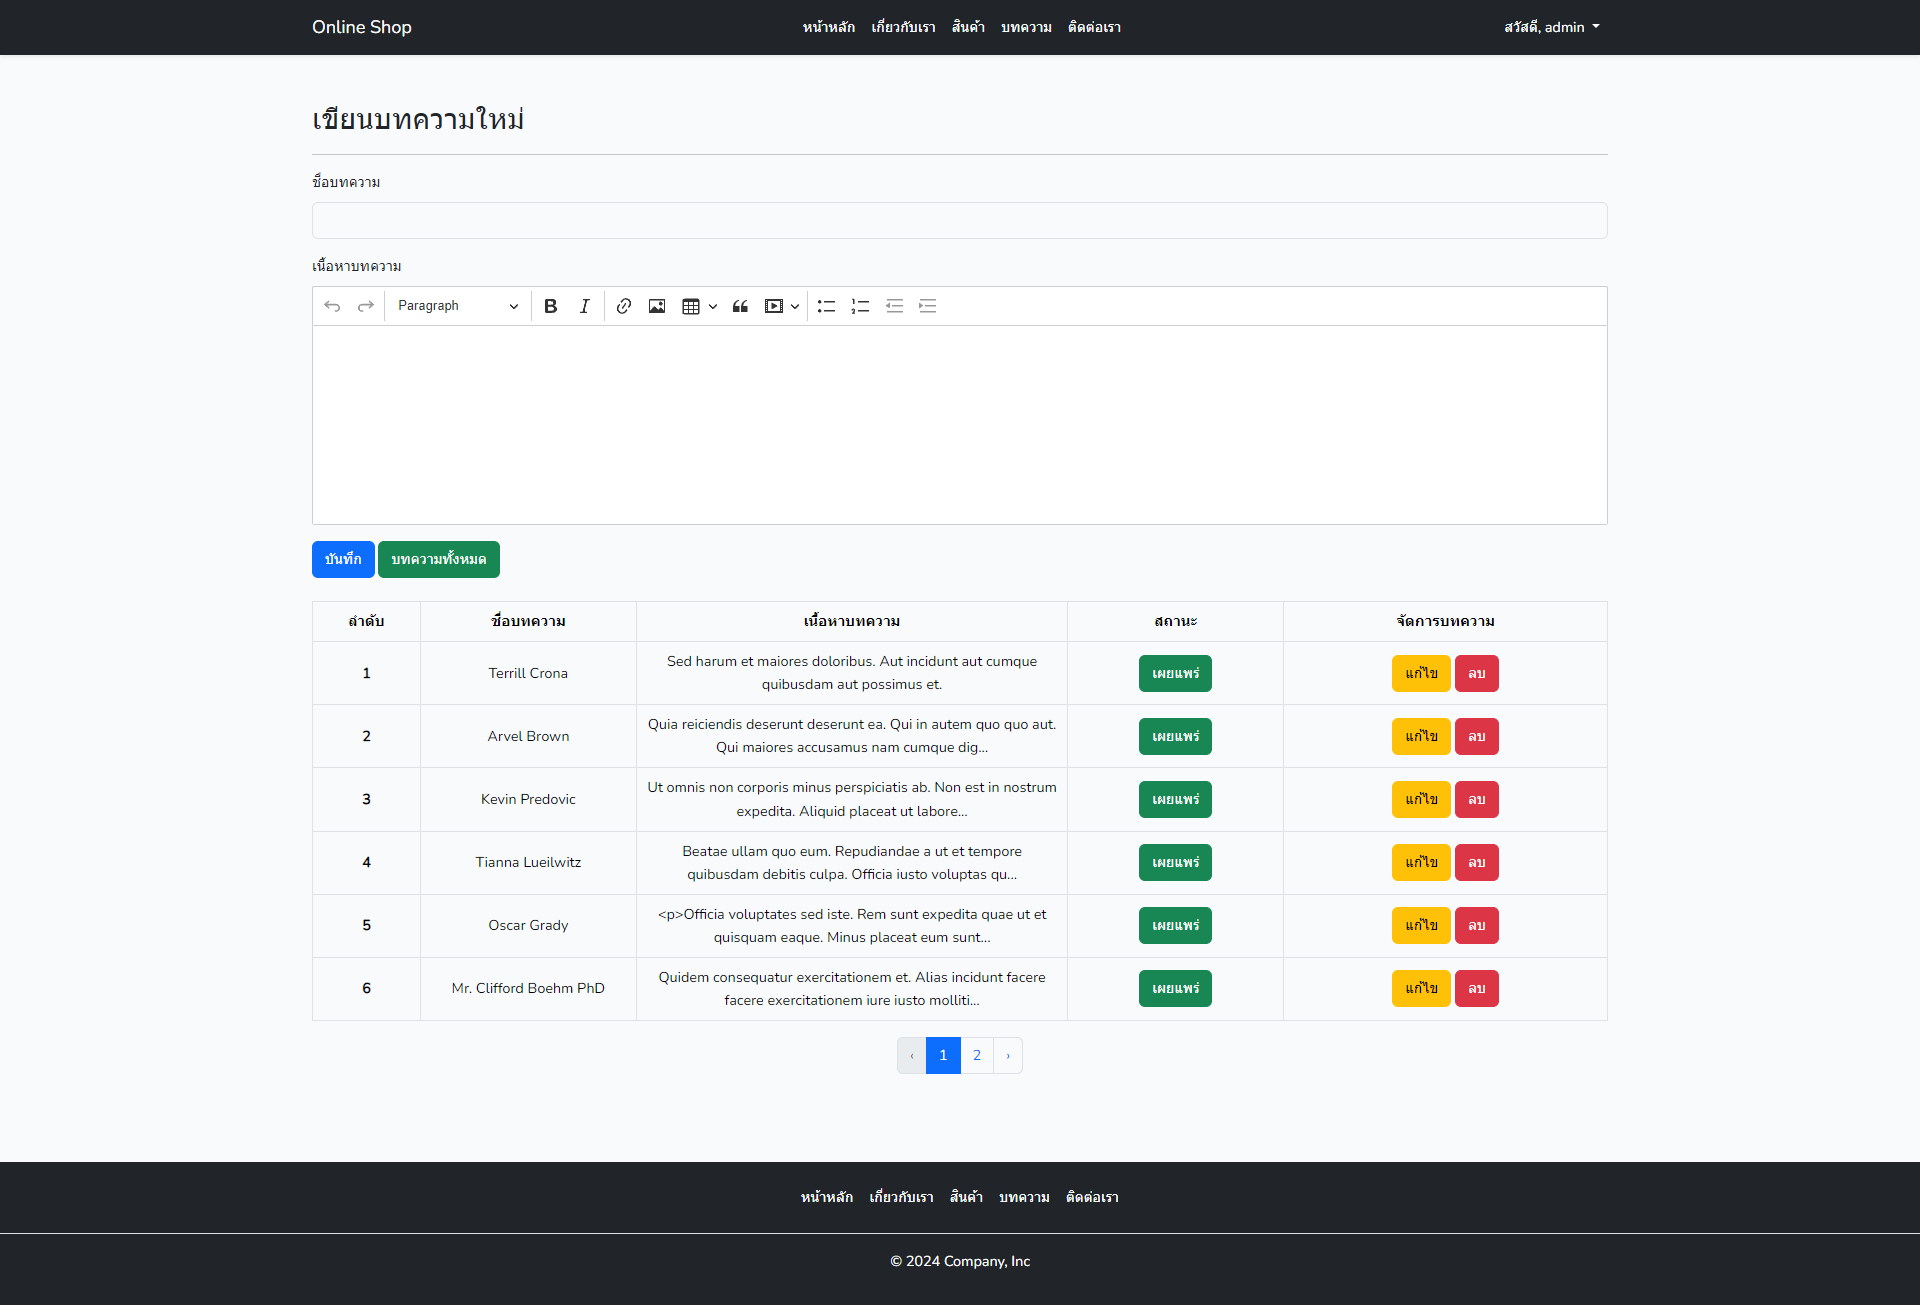 Online Shop
หน้าหลัก เกี่ยวกับเรา สินค้า บทความ ติดต่อเรา
สวัสดี, admin
เขียนบทความใหม่
ชื่อบทความ
เนื้อหาบทความ
Paragraph
บันทึก บทความทั้งหมด
ลำดับ ชื่อบทความ เนื้อหาบทความ สถานะ จัดการบทความ
1 Terrill Crona Sed harum et maiores doloribus. Aut incidunt aut cumque
quibusdam aut possimus et. เผยแพร่ แก้ไข ลบ
2 Arvel Brown Quia reiciendis deserunt deserunt ea. Qui in autem quo quo aut.
Qui maiores accusamus nam cumque dig... เผยแพร่ แก้ไข ลบ
3 Kevin Predovic Ut omnis non corporis minus perspiciatis ab. Non est in nostrum
expedita. Aliquid placeat ut labore... เผยแพร่ แก้ไข ลบ
4 Tianna Lueilwitz Beatae ullam quo eum. Repudiandae a ut et tempore
quibusdam debitis culpa. Officia iusto voluptas qu... เผยแพร่ แก้ไข ลบ
5 Oscar Grady <p>Officia voluptates sed iste. Rem sunt expedita quae ut et
quisquam eaque. Minus placeat eum sunt... เผยแพร่ แก้ไข ลบ
6 Mr. Clifford Boehm PhD Quidem consequatur exercitationem et. Alias incidunt facere
facere exercitationem iure iusto molliti... เผยแพร่ แก้ไข ลบ
‹ 1 2 ›
หน้าหลัก เกี่ยวกับเรา สินค้า บทความ ติดต่อเรา
© 2024 Company, Inc